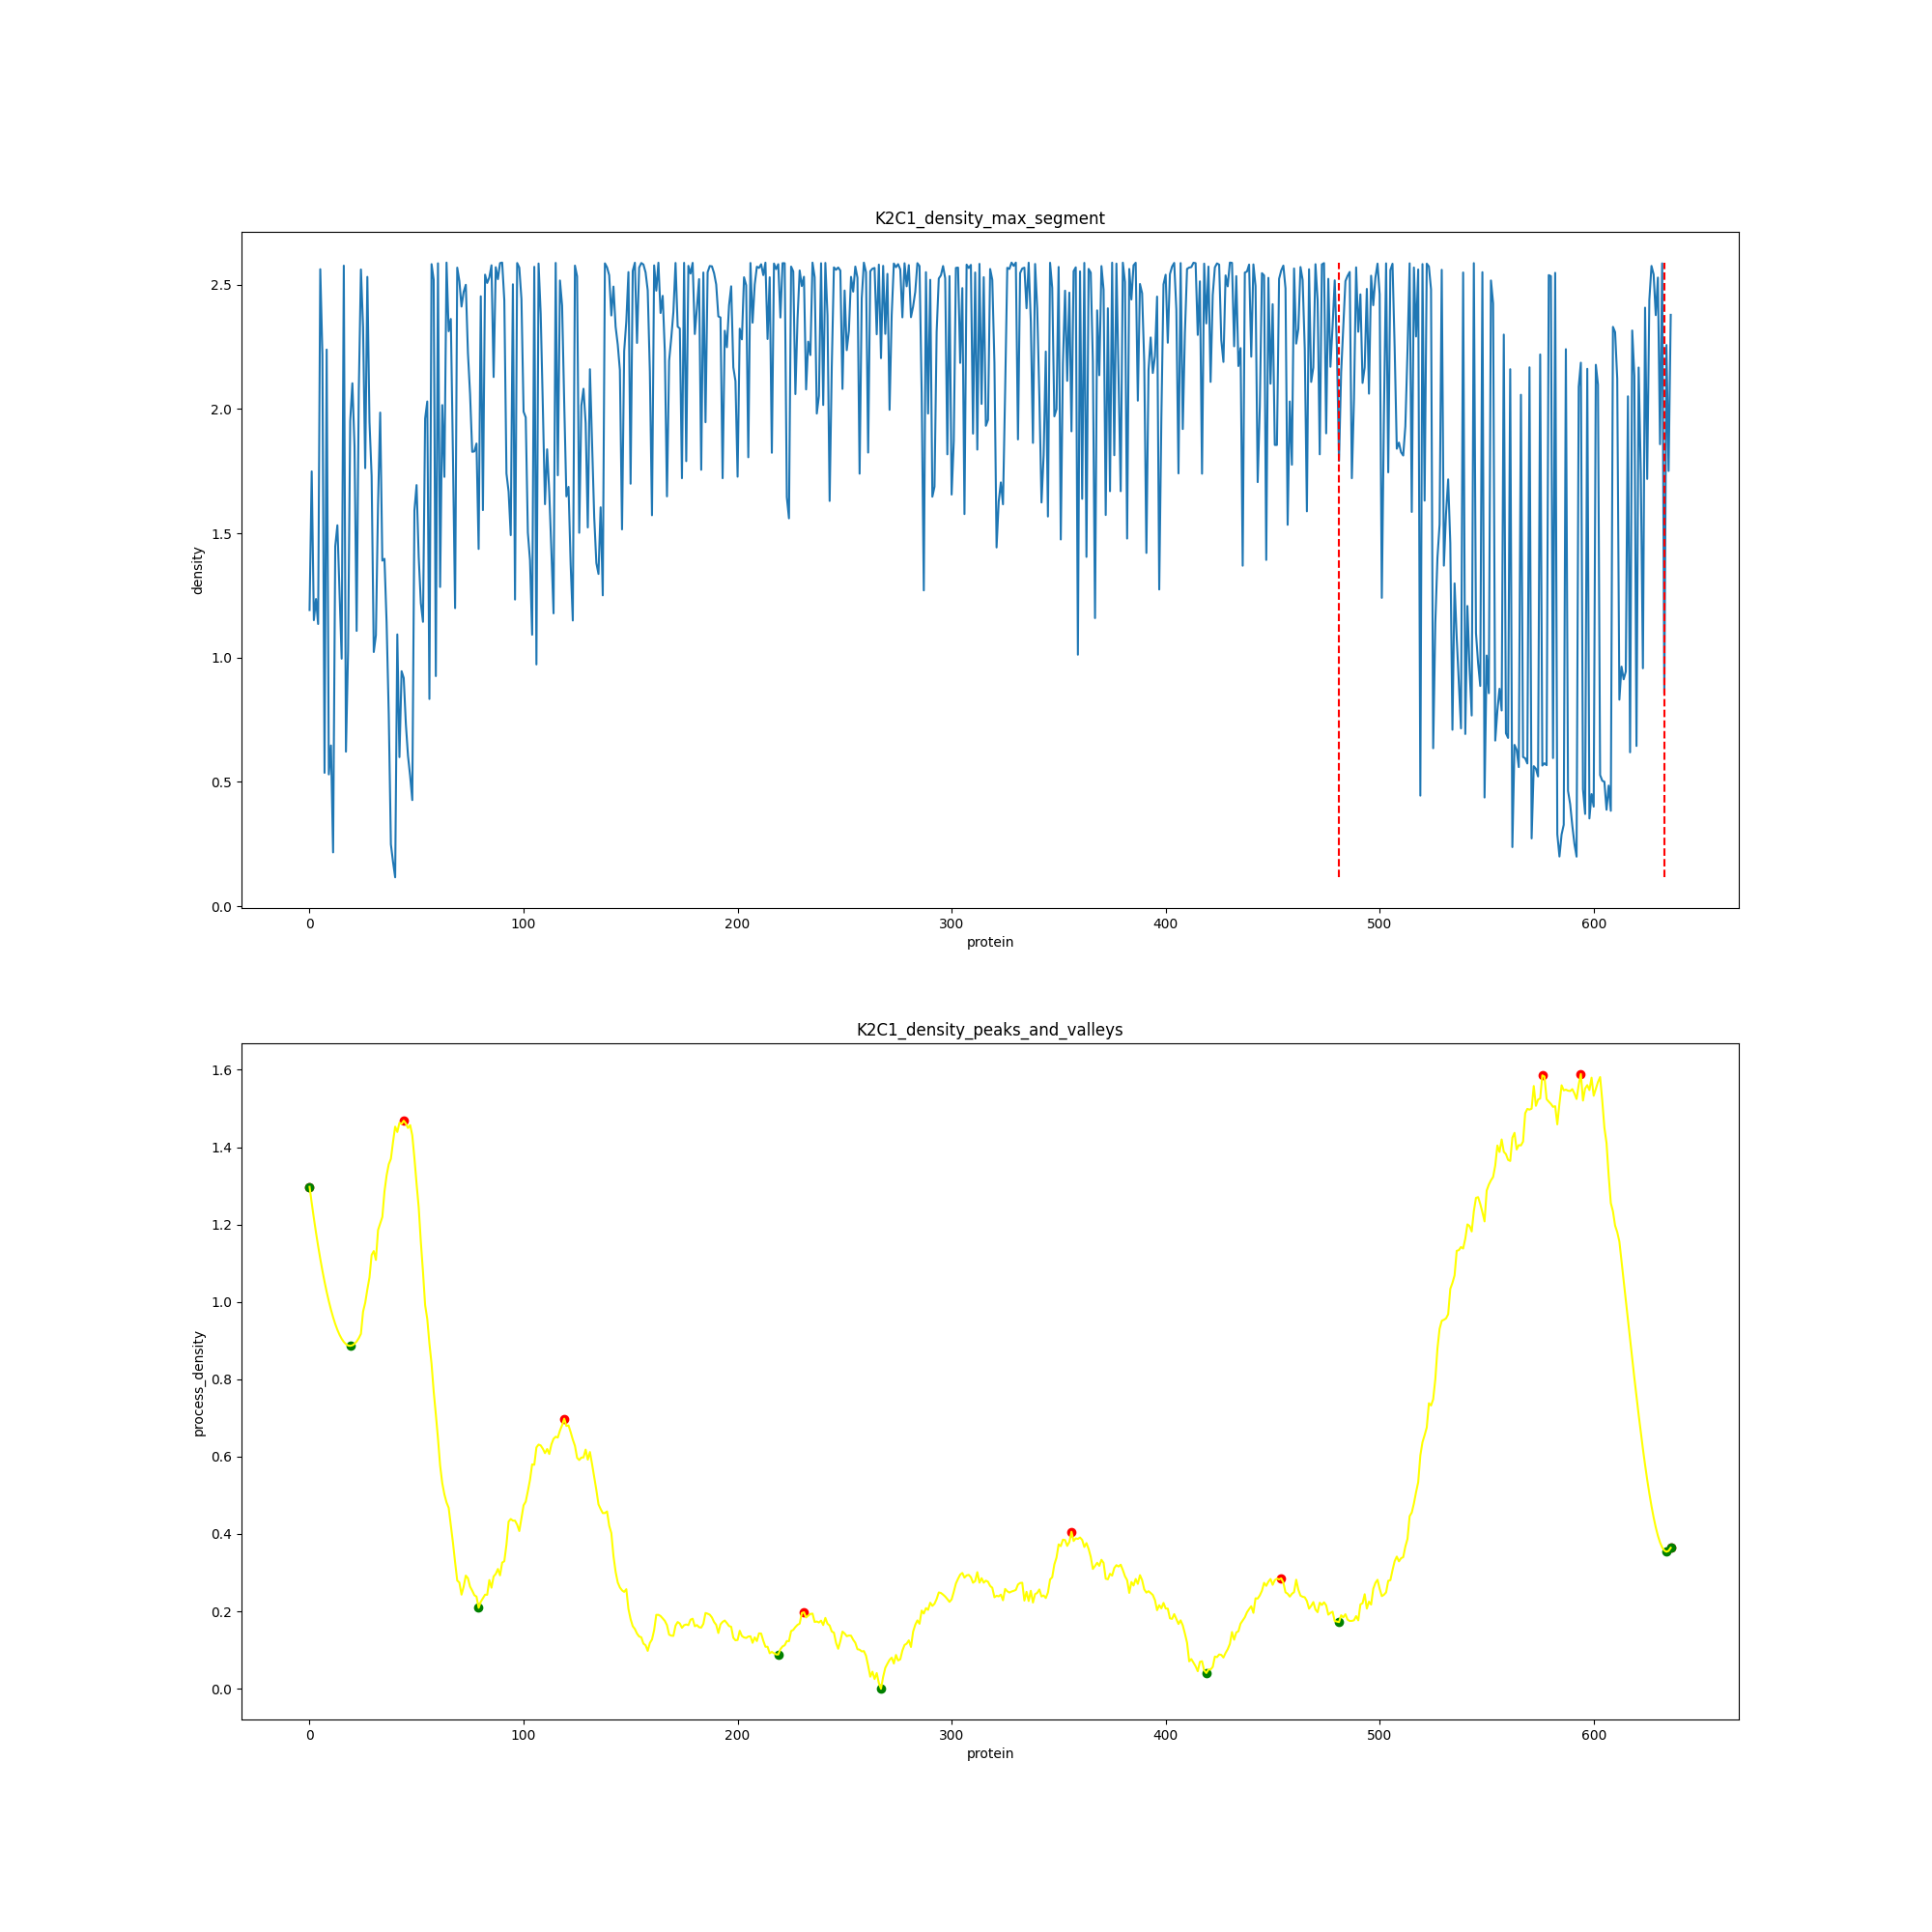 K2C1_density_max_segment
2.5
2.0
1.5
1.0
0.5
0.0
density
0 100 200 300 400 500 600
protein
K2C1_density_peaks_and_valleys
1.6
1.4
1.2
1.0
0.8
0.6
0.4
0.2
0.0
process_density
0 100 200 300 400 500 600
protein